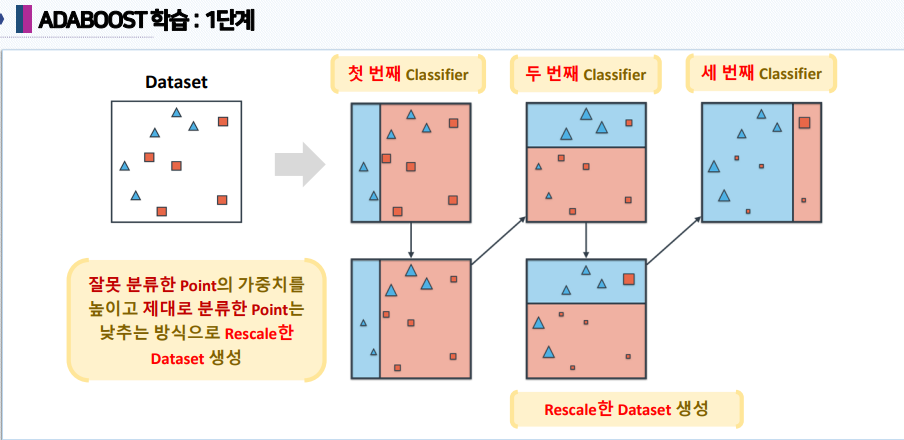 ADABOOST 학습 : 1단계
Dataset
첫 번째 Classifier
두 번째 Classifier
세 번째 Classifier
잘못 분류한 Point의 가중치를
높이고 제대로 분류한 Point는
낮추는 방식으로 Rescale한
Dataset 생성
Rescale한 Dataset 생성